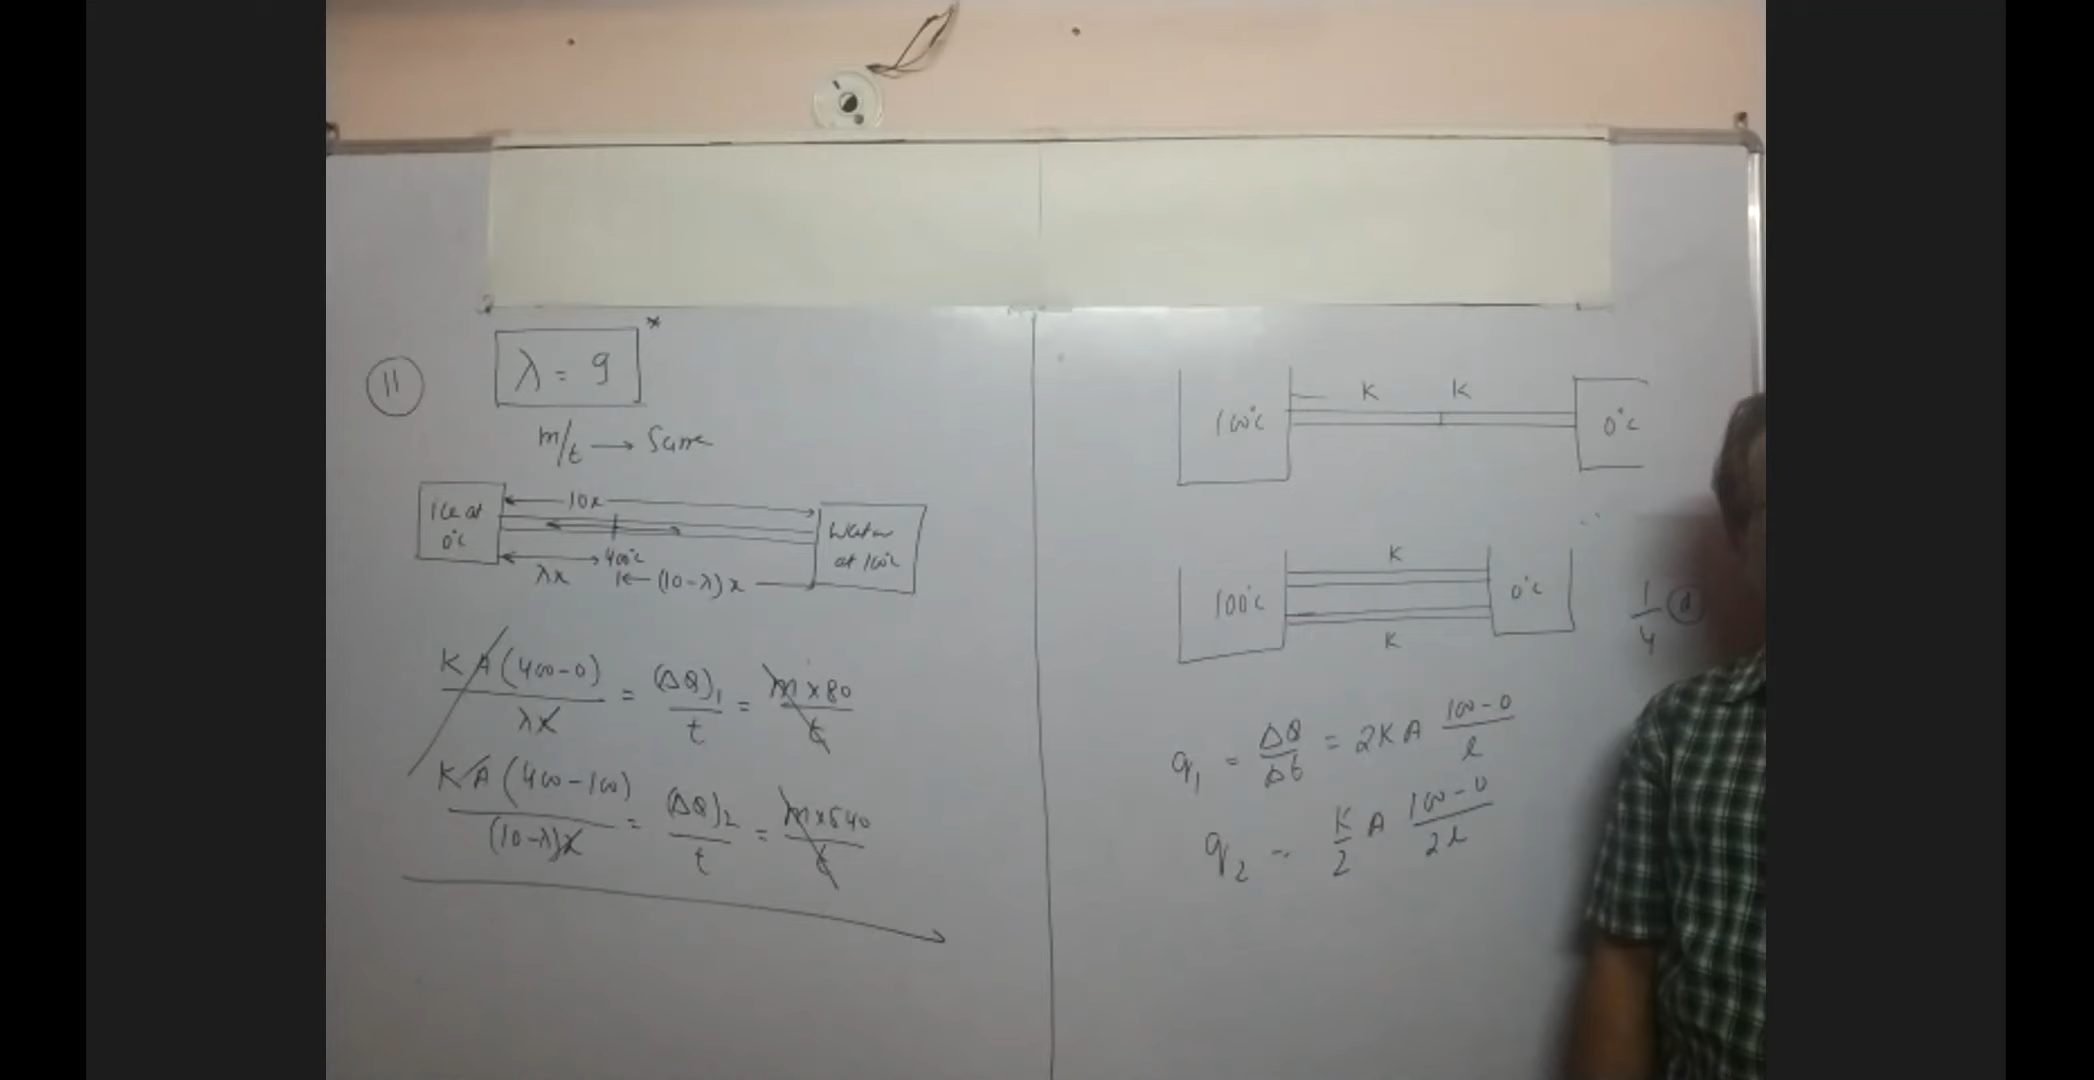 11
λ = 9 *
m/t → Same
Ice at 0°C
10x
Water at 100°C
400°C
λx
(10-λ)x
KA(400-0)/λx = (ΔQ)₁/t = m×80/t
KA(400-100)/(10-λ)x = (ΔQ)₂/t = m×540/t
100°C K K 0°C
K
100°C 0°C
K
1/4 (d)
q₁ = ΔQ/Δt = 2KA 100-0/l
q₂ = K/2 A 100-0/2l